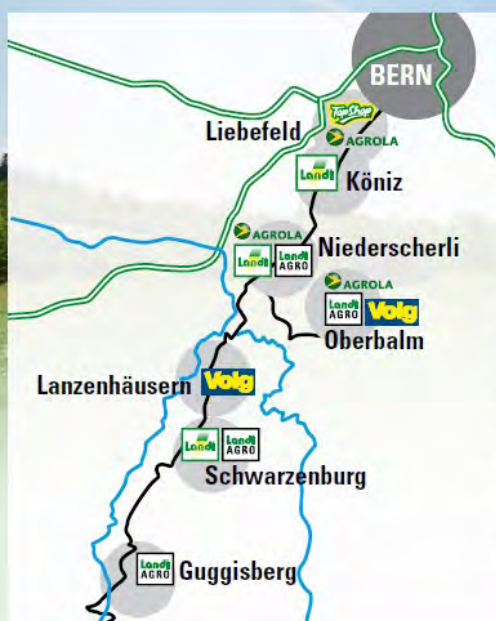 BERN
TopShop
Liebefeld
AGROLA
Landi
Köniz
AGROLA
Niederscherli
Landi
Landi
AGRO
AGROLA
Landi
AGRO
Volg
Oberbalm
Lanzenhäusern
Volg
Landi
Landi
AGRO
Schwarzenburg
Landi
AGRO
Guggisberg